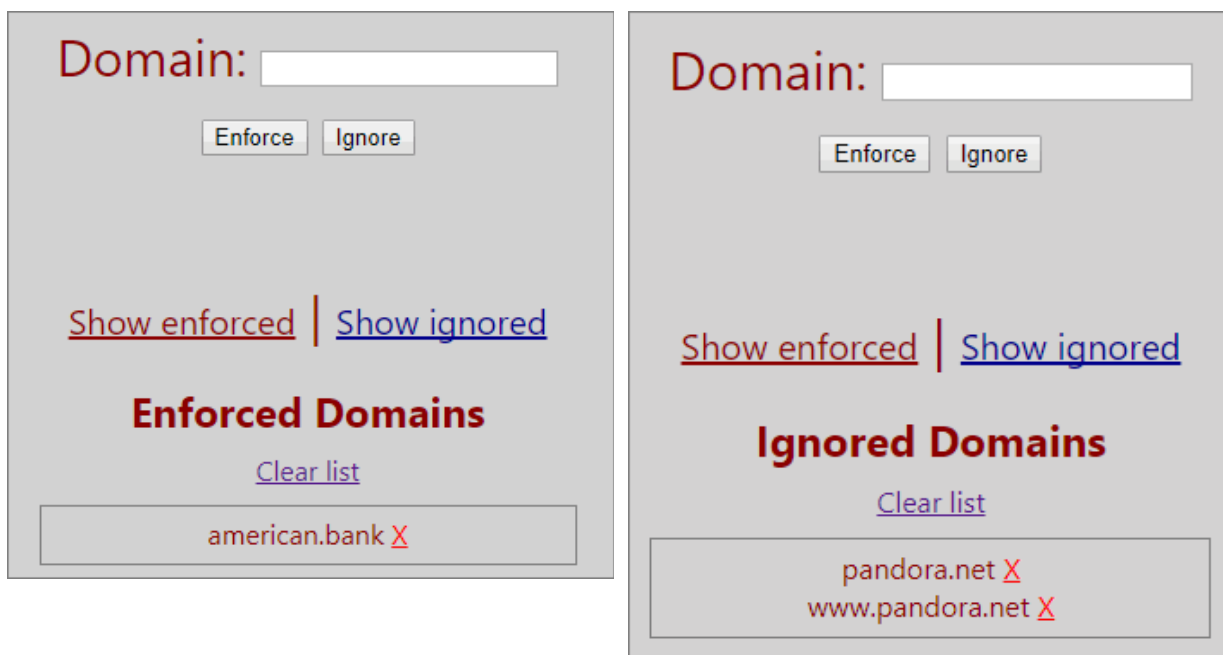 Domain:
Enforce Ignore
Show enforced | Show ignored
Enforced Domains
Clear list
american.bank X
Domain:
Enforce Ignore
Show enforced | Show ignored
Ignored Domains
Clear list
pandora.net X
www.pandora.net X